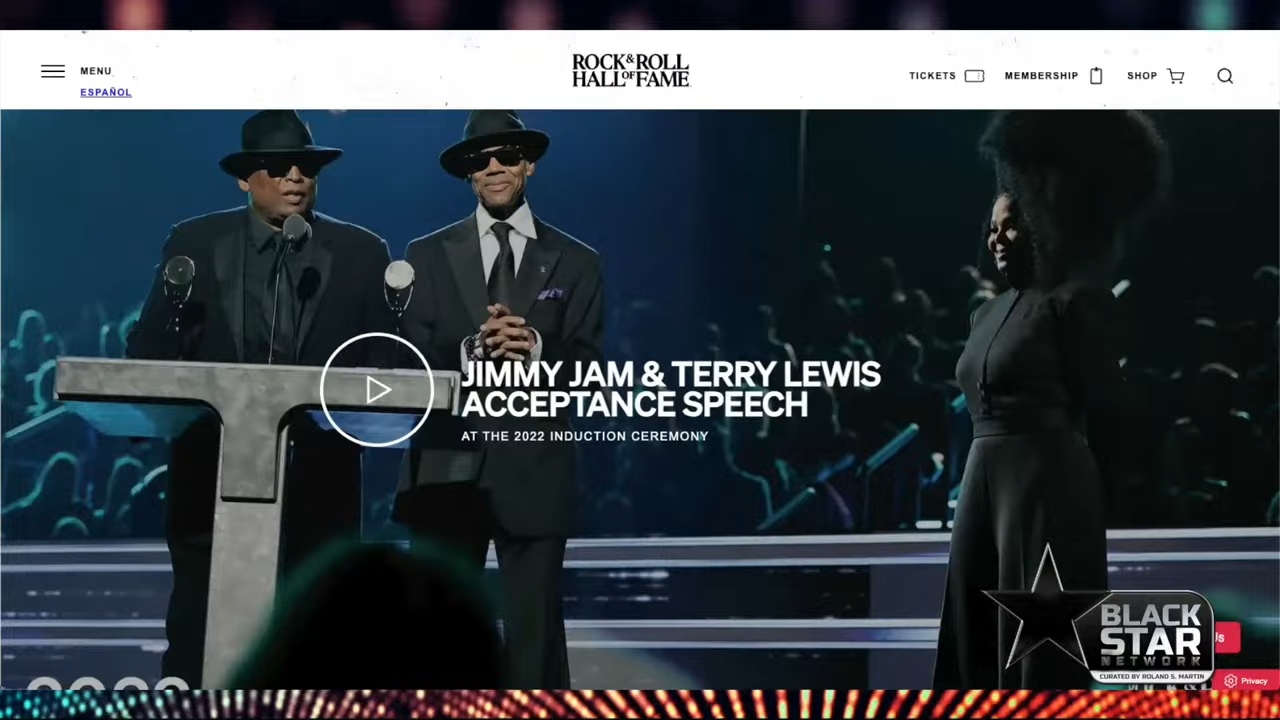 MENU
ESPAÑOL
ROCK&ROLL
HALL OF FAME
TICKETS
MEMBERSHIP
SHOP
JIMMY JAM & TERRY LEWIS
ACCEPTANCE SPEECH
AT THE 2022 INDUCTION CEREMONY
BLACK
STAR
NETWORK
CURATED BY ROLAND S. MARTIN
Privacy